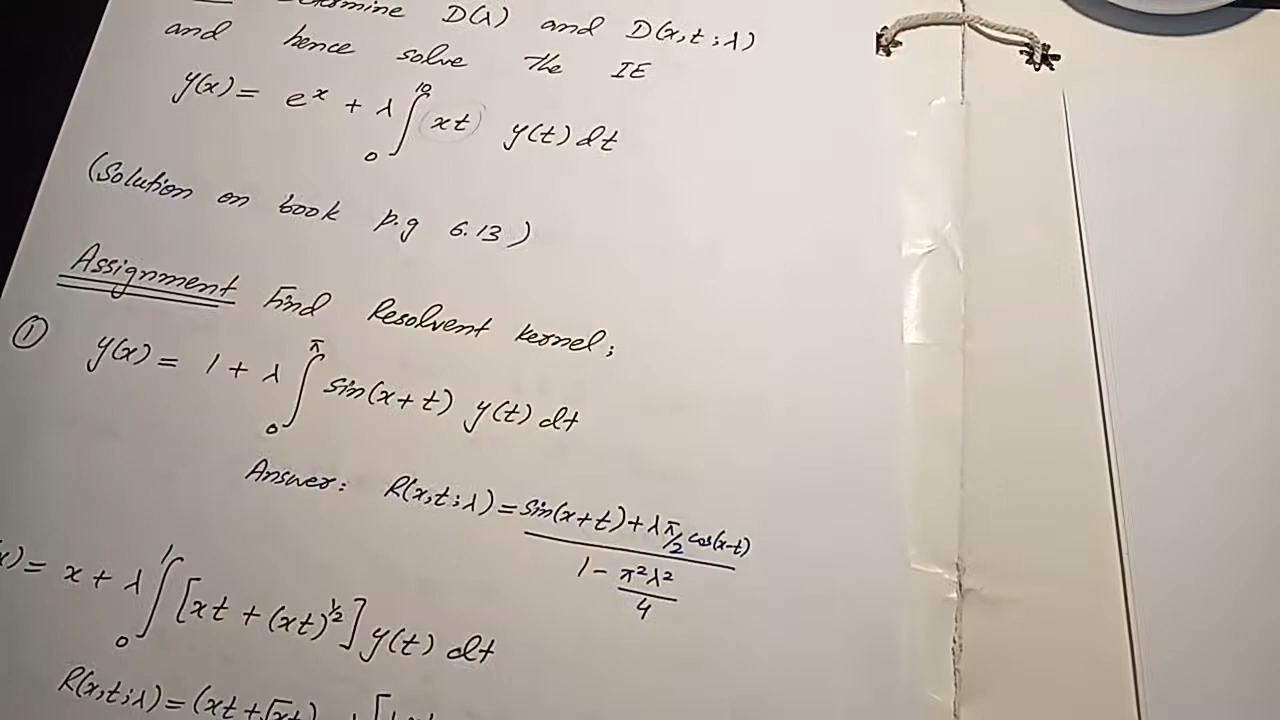 D(λ) and D(x,t;λ)
and hence solve the IE
y(x) = e^x + λ ∫_0^10 (xt) y(t) dt
(Solution on book p.g 6.13)
Assignment Find Resolvent kernel;
① y(x) = 1 + λ ∫_0^π sin(x+t) y(t) dt
Answer: R(x,t;λ) = (sin(x+t) + λ π/2 cos(x-t)) / (1 - π²λ²/4)
x) = x + λ ∫_0^1 [xt + (xt)^1/2] y(t) dt
R(x,t;λ) = (xt + √xt)